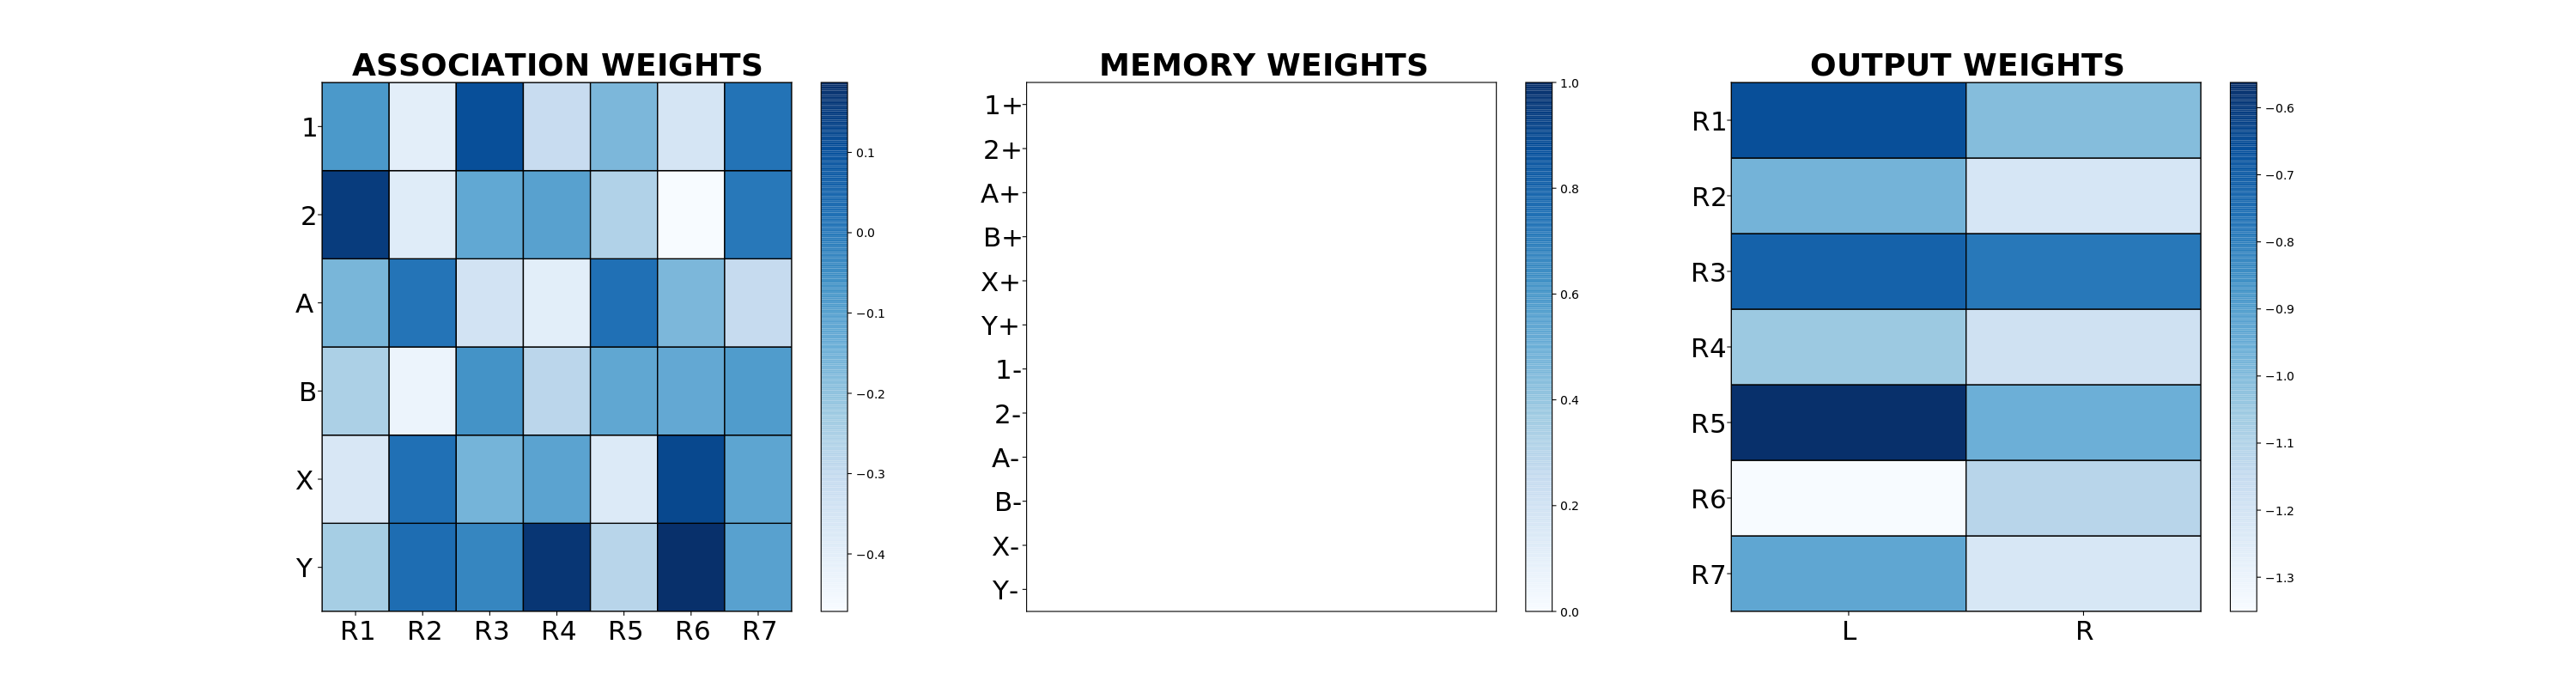 ASSOCIATION WEIGHTS
1
2
A
B
X
Y
R1 R2 R3 R4 R5 R6 R7
0.1
0.0
−0.1
−0.2
−0.3
−0.4
MEMORY WEIGHTS
1+
2+
A+
B+
X+
Y+
1-
2-
A-
B-
X-
Y-
1.0
0.8
0.6
0.4
0.2
0.0
OUTPUT WEIGHTS
R1
R2
R3
R4
R5
R6
R7
L R
−0.6
−0.7
−0.8
−0.9
−1.0
−1.1
−1.2
−1.3